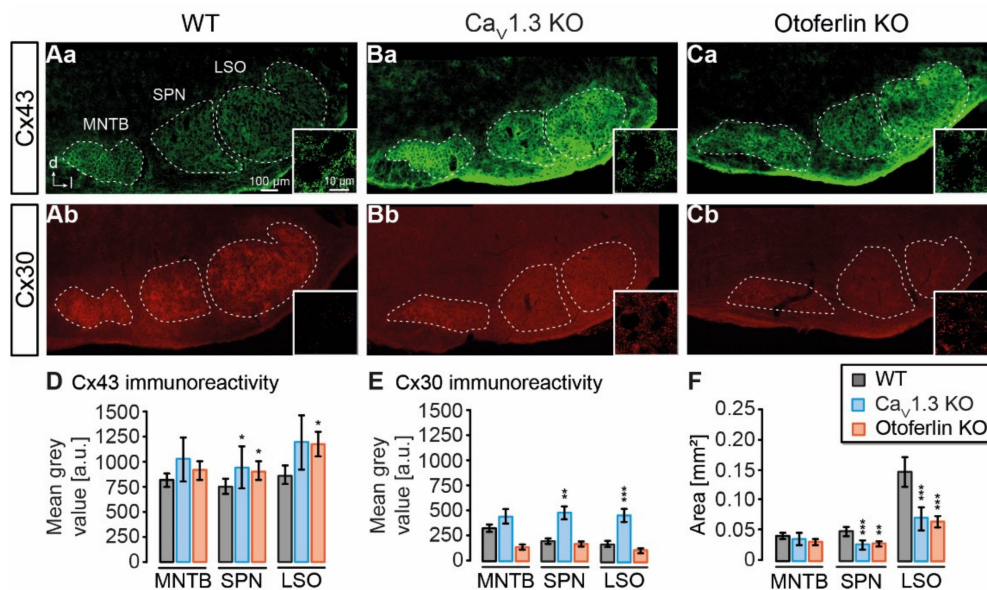 WT
Ca_V1.3 KO
Otoferlin KO
Cx43
Aa
LSO
SPN
MNTB
d
l
100 µm
10 µm
Ba
Ca
Cx30
Ab
Bb
Cb
D Cx43 immunoreactivity
Mean grey
value [a.u.]
1500
1250
1000
750
500
250
0
*
*
*
MNTB SPN LSO
E Cx30 immunoreactivity
Mean grey
value [a.u.]
1500
1250
1000
750
500
250
0
**
***
MNTB SPN LSO
F
WT
Ca_V1.3 KO
Otoferlin KO
Area [mm²]
0.25
0.20
0.15
0.10
0.05
0
***
**
***
***
MNTB SPN LSO